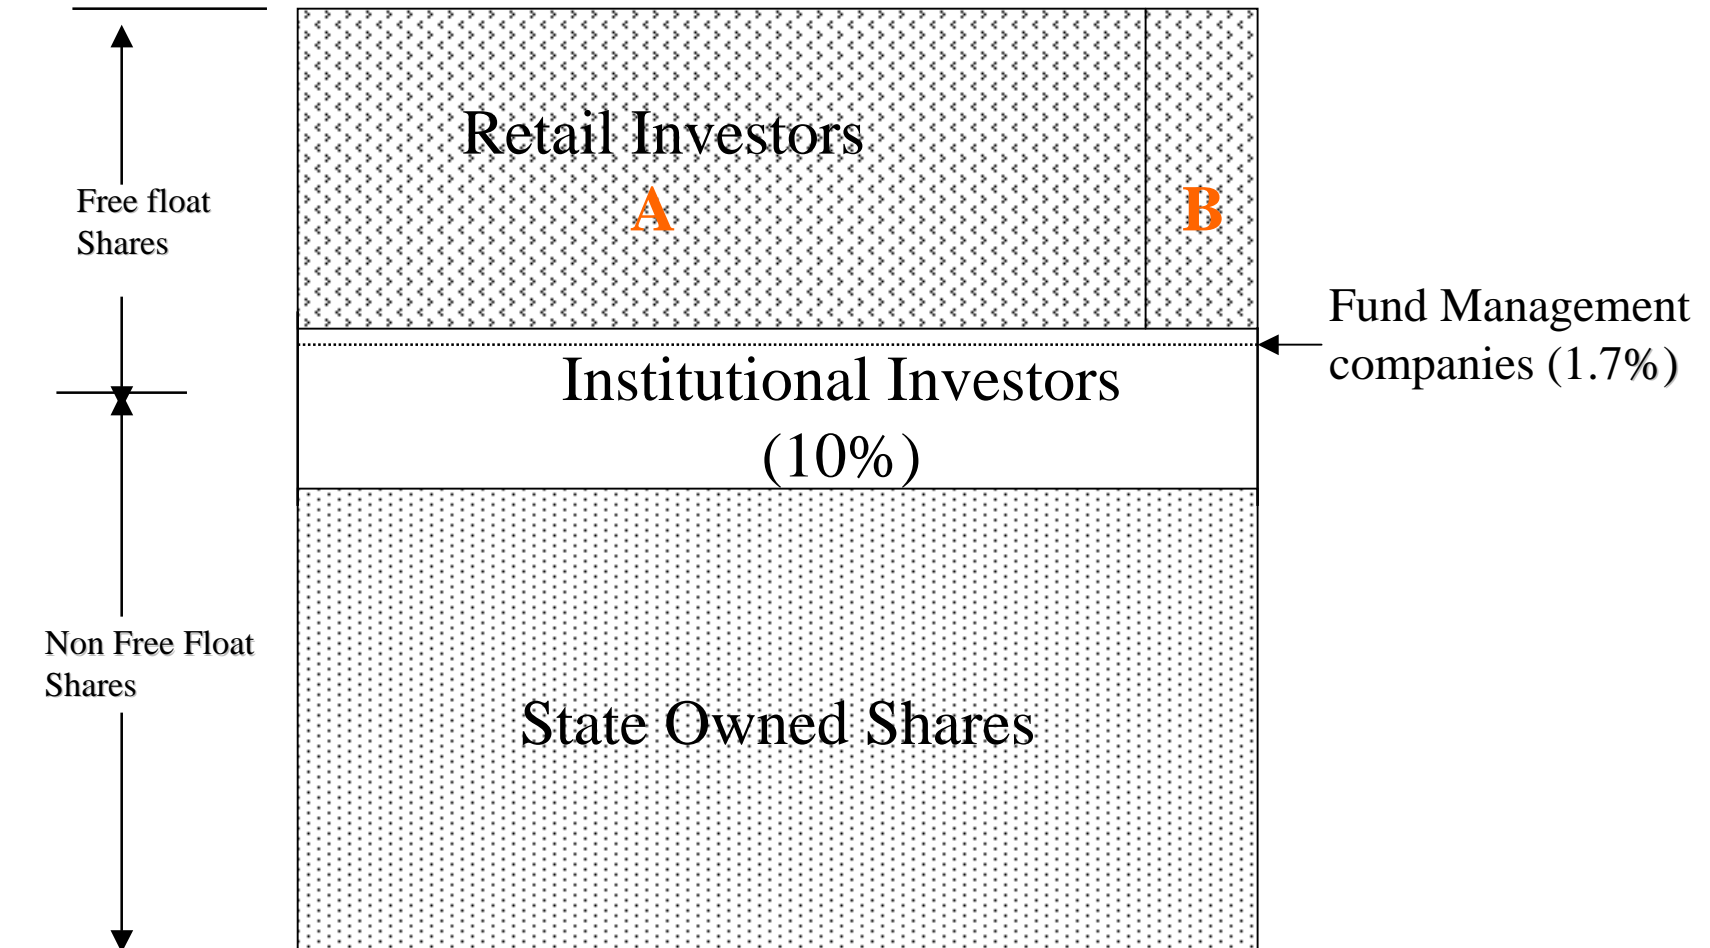 Retail Investors
A
B
Free float
Shares
Fund Management
companies (1.7%)
Institutional Investors
(10%)
Non Free Float
Shares
State Owned Shares